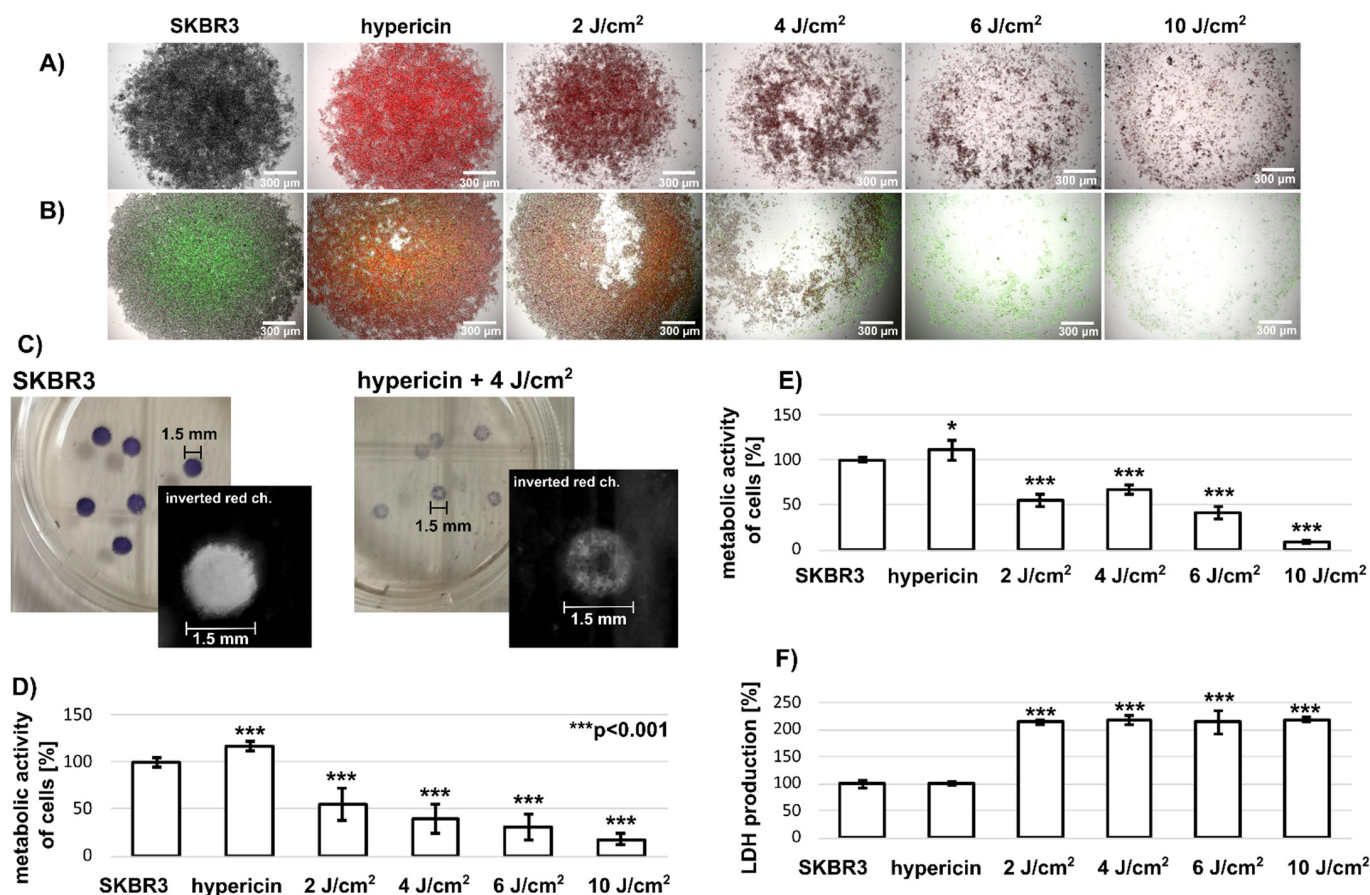 SKBR3 hypericin 2 J/cm² 4 J/cm² 6 J/cm² 10 J/cm²
A)
300 µm 300 µm 300 µm 300 µm 300 µm 300 µm
B)
300 µm 300 µm 300 µm 300 µm 300 µm 300 µm
C)
SKBR3
1.5 mm
inverted red ch.
1.5 mm
hypericin + 4 J/cm²
1.5 mm
inverted red ch.
1.5 mm
D)
metabolic activity
of cells [%]
150
100
50
0
*** *** *** *** ***
***p<0.001
SKBR3 hypericin 2 J/cm² 4 J/cm² 6 J/cm² 10 J/cm²
E)
metabolic activity
of cells [%]
150
100
50
0
* *** *** *** ***
SKBR3 hypericin 2 J/cm² 4 J/cm² 6 J/cm² 10 J/cm²
F)
LDH production [%]
250
200
150
100
50
0
*** *** *** ***
SKBR3 hypericin 2 J/cm² 4 J/cm² 6 J/cm² 10 J/cm²